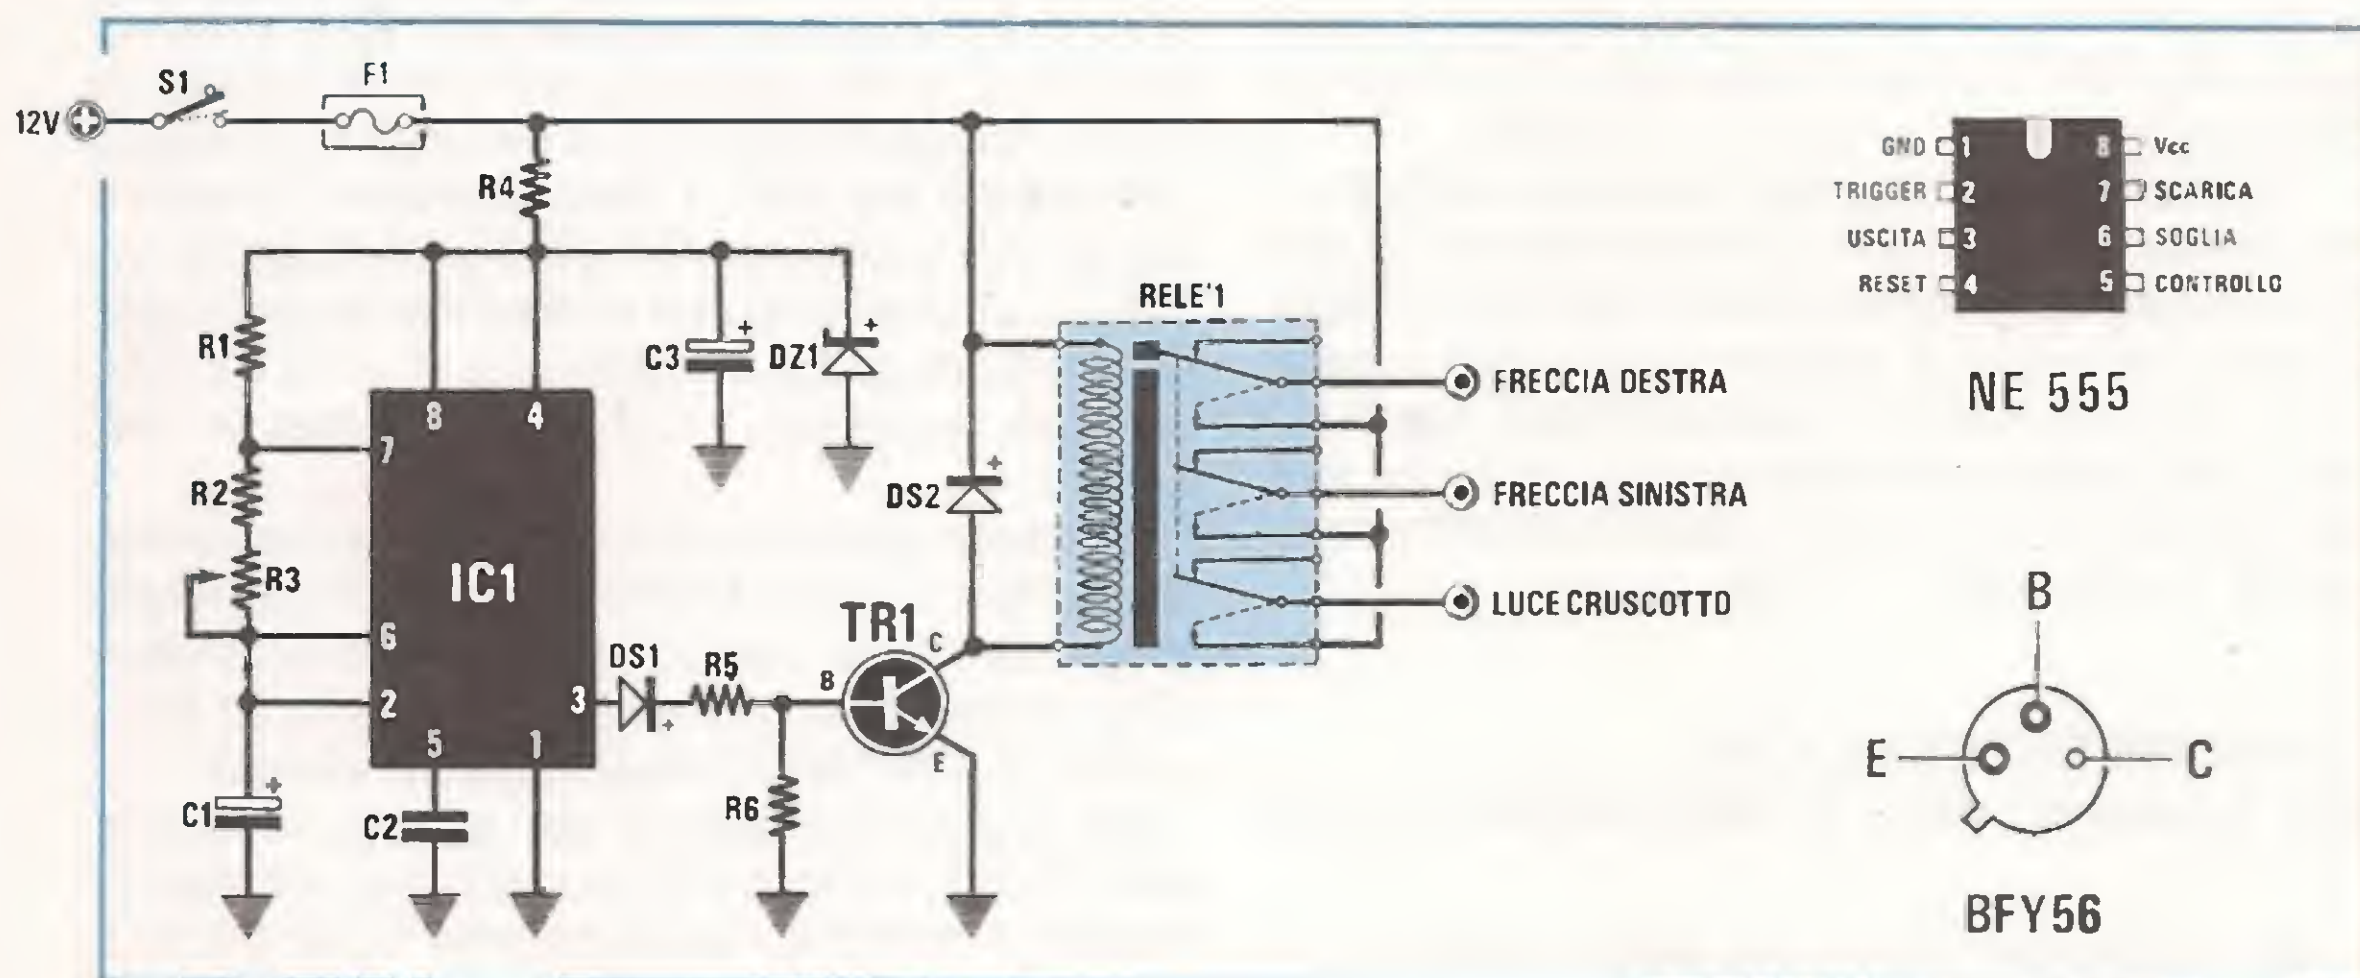 S1
F1
12V
R4
R1
8
4
C3
+
DZ1
+
7
R2
R3
IC1
6
2
5
1
3
DS1
+
R5
B
TR1
C
E
R6
C1
+
C2
DS2
+
RELE'1
FRECCIA DESTRA
FRECCIA SINISTRA
LUCE CRUSCOTTO
GND 1 8 Vcc
TRIGGER 2 7 SCARICA
USCITA 3 6 SOGLIA
RESET 4 5 CONTROLLO
NE 555
B
E
C
BFY56